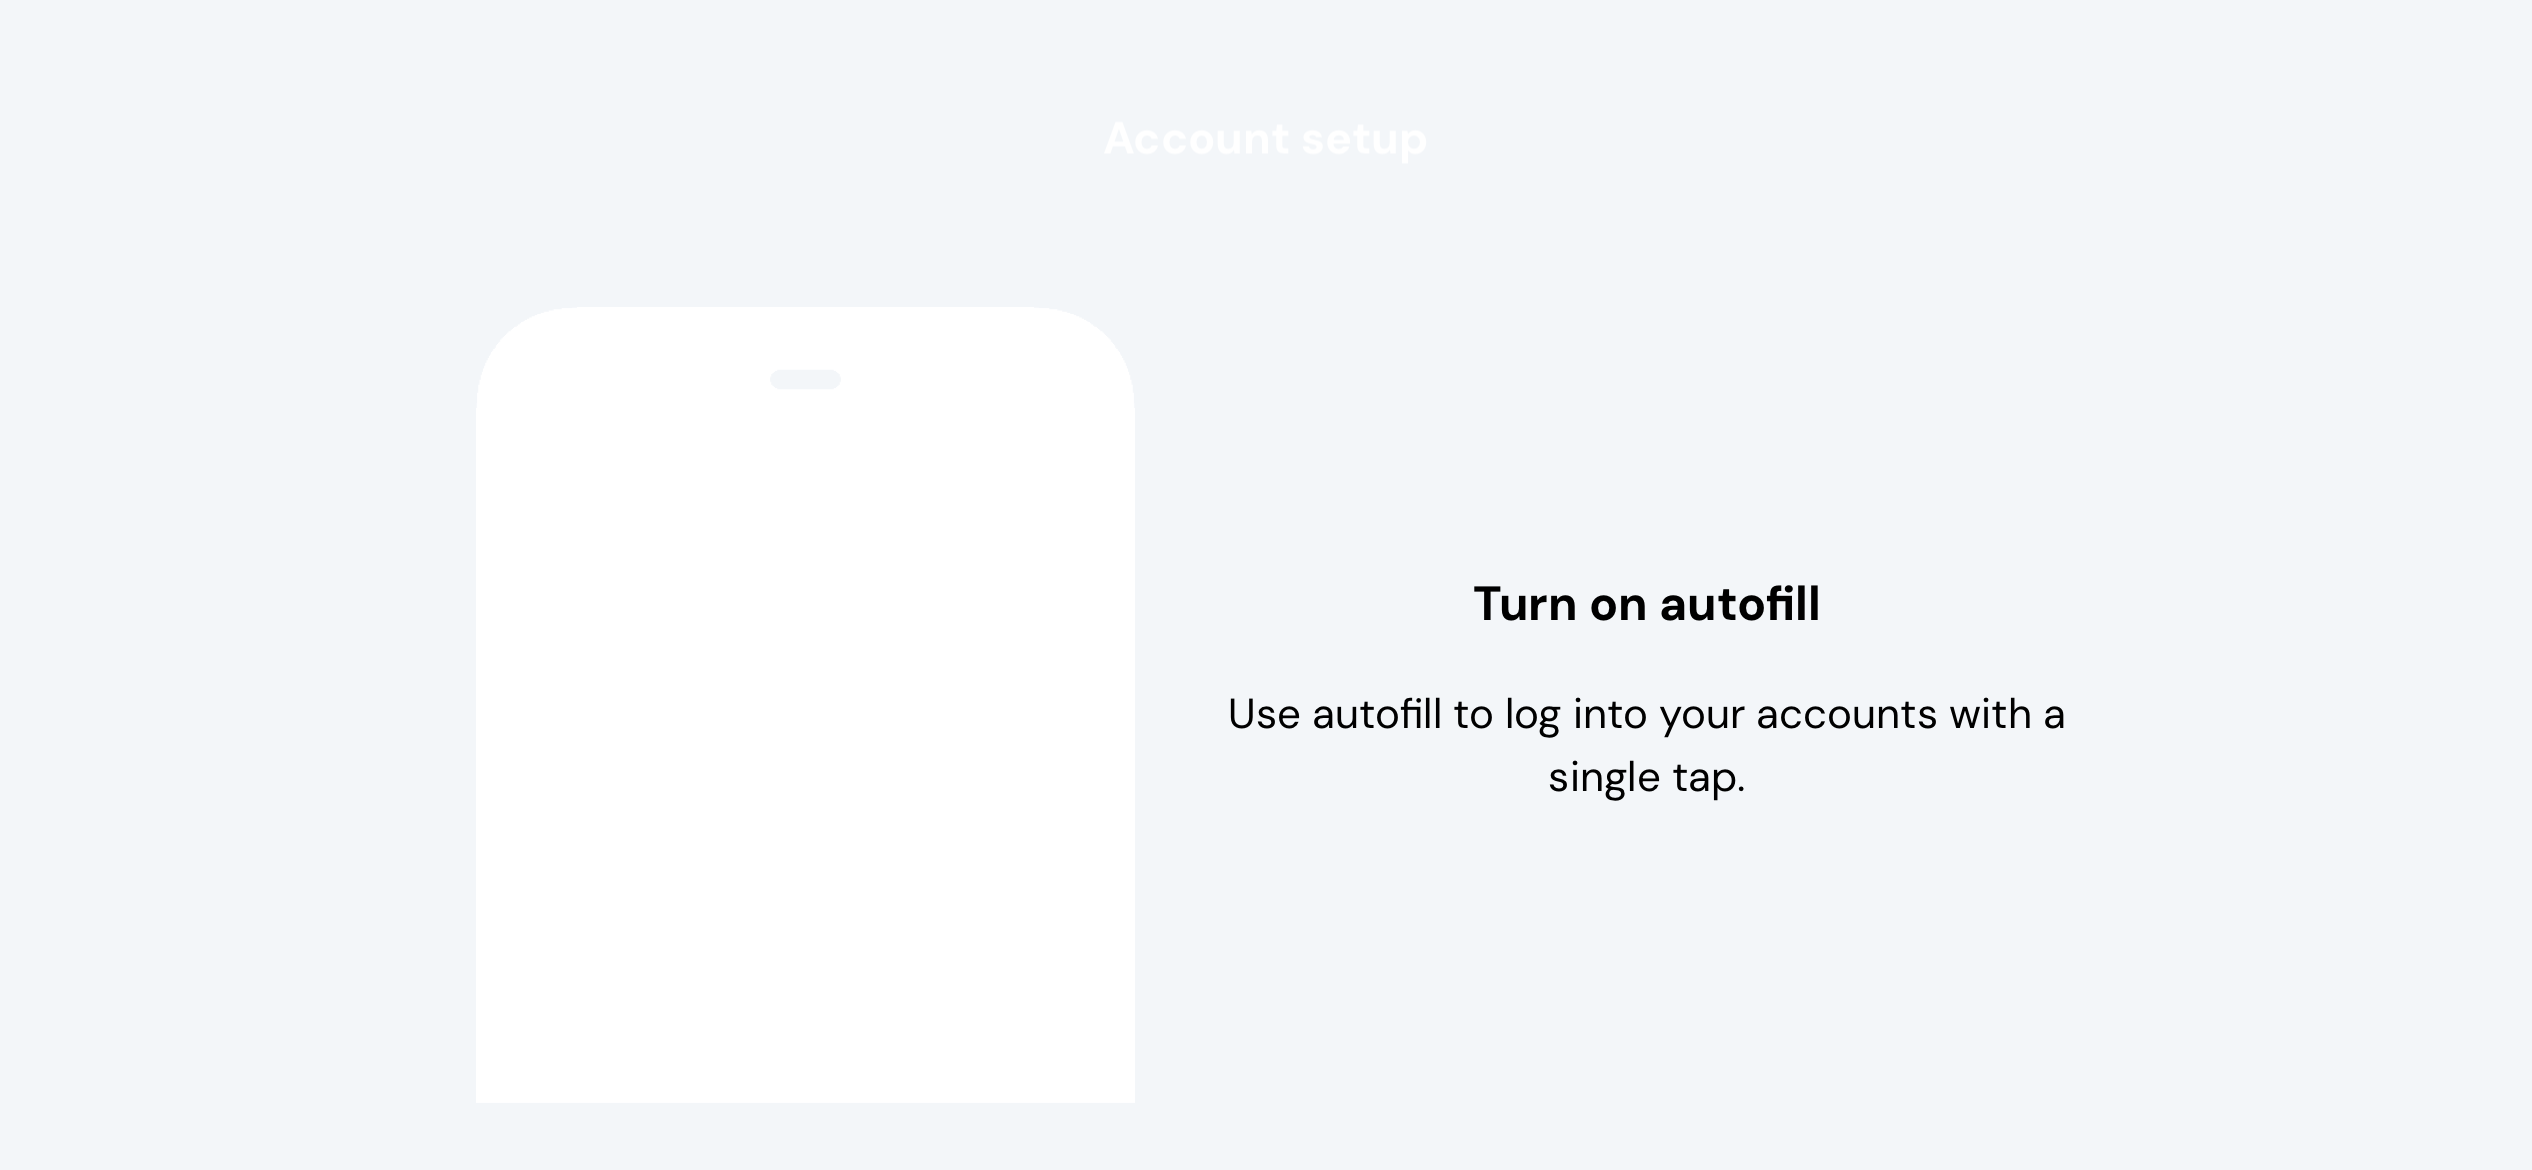 Account setup
Turn on autofill
Use autofill to log into your accounts with a
single tap.